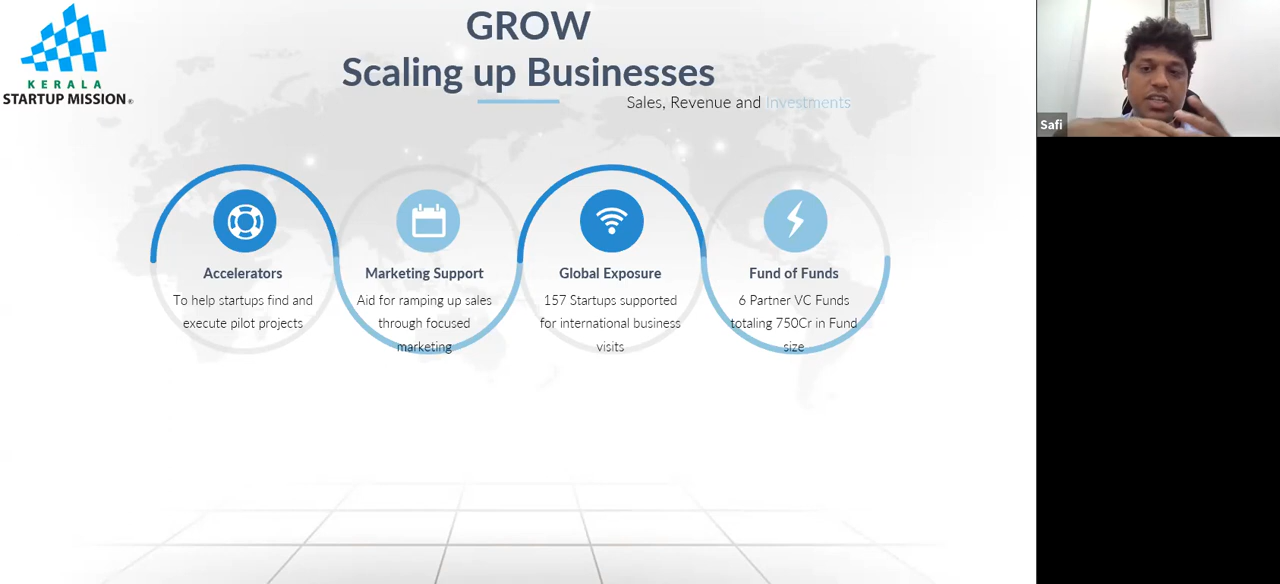 KERALA
STARTUP MISSION®
GROW
Scaling up Businesses
Sales, Revenue and Investments
Accelerators
To help startups find and
execute pilot projects
Marketing Support
Aid for ramping up sales
through focused
marketing
Global Exposure
157 Startups supported
for international business
visits
Fund of Funds
6 Partner VC Funds
totaling 750Cr in Fund
size
Safi